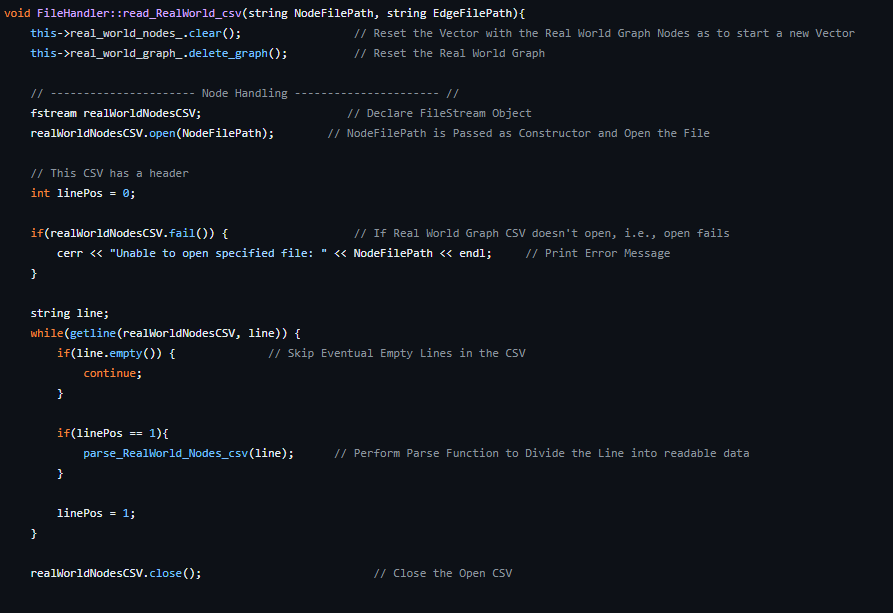 void FileHandler::read_RealWorld_csv(string NodeFilePath, string EdgeFilePath){
    this->real_world_nodes_.clear();                 // Reset the Vector with the Real World Graph Nodes as to start a new Vector
    this->real_world_graph_.delete_graph();          // Reset the Real World Graph

    // ---------------------- Node Handling ---------------------- //
    fstream realWorldNodesCSV;                      // Declare FileStream Object
    realWorldNodesCSV.open(NodeFilePath);        // NodeFilePath is Passed as Constructor and Open the File

    // This CSV has a header
    int linePos = 0;

    if(realWorldNodesCSV.fail()) {                   // If Real World Graph CSV doesn't open, i.e., open fails
        cerr << "Unable to open specified file: " << NodeFilePath << endl;     // Print Error Message
    }

    string line;
    while(getline(realWorldNodesCSV, line)) {
        if(line.empty()) {              // Skip Eventual Empty Lines in the CSV
            continue;
        }

        if(linePos == 1){
            parse_RealWorld_Nodes_csv(line);      // Perform Parse Function to Divide the Line into readable data
        }

        linePos = 1;
    }

    realWorldNodesCSV.close();                          // Close the Open CSV